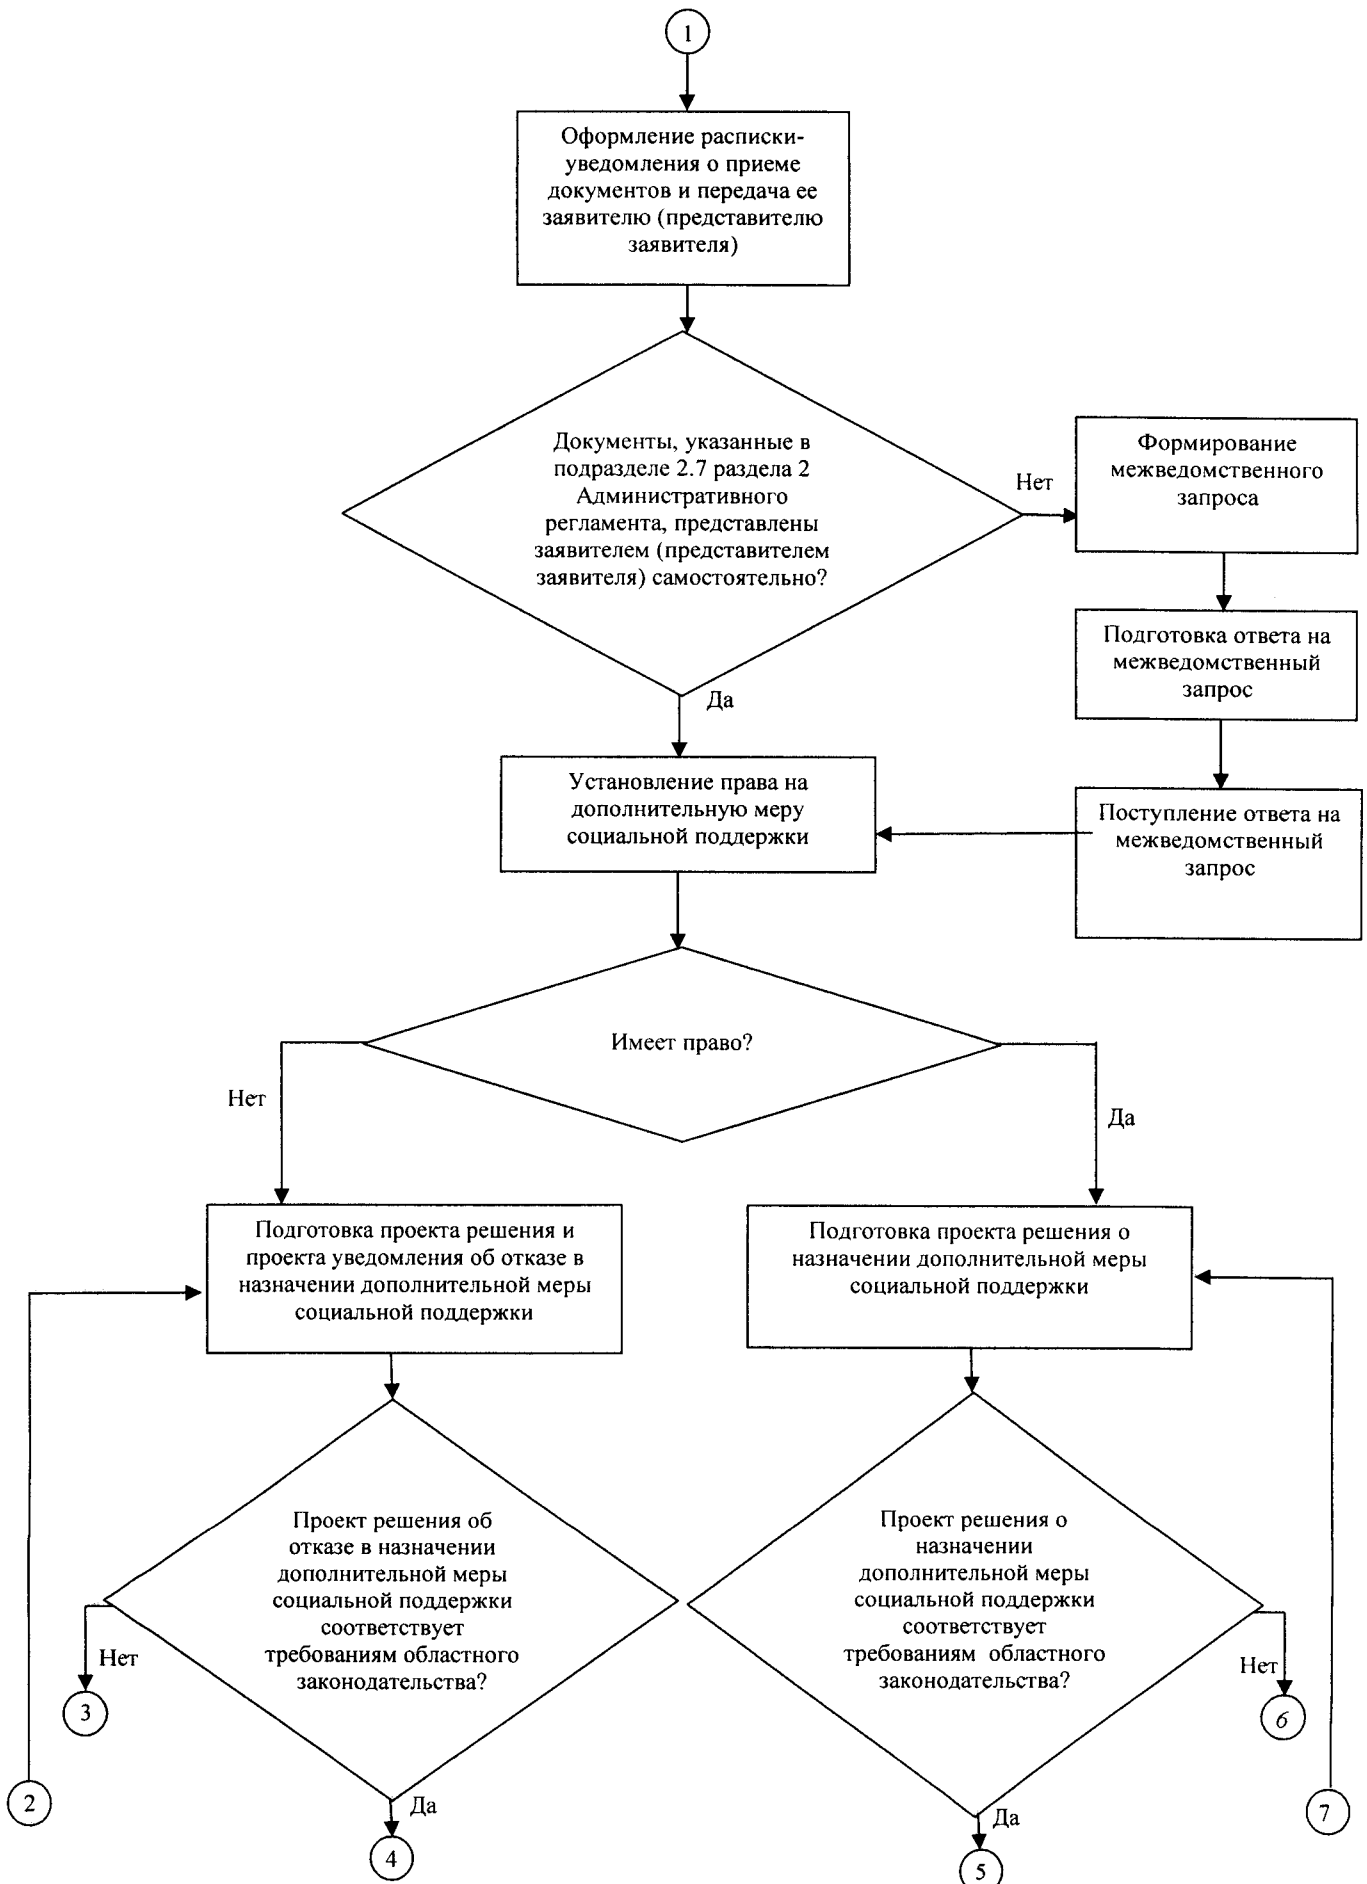 1
Оформление расписки-
уведомления о приеме
документов и передача ее
заявителю (представителю
заявителя)
Документы, указанные в
подразделе 2.7 раздела 2
Административного
регламента, представлены
заявителем (представителем
заявителя) самостоятельно?
Нет
Формирование
межведомственного
запроса
Подготовка ответа на
межведомственный
запрос
Да
Установление права на
дополнительную меру
социальной поддержки
Поступление ответа на
межведомственный
запрос
Имеет право?
Нет
Да
Подготовка проекта решения и
проекта уведомления об отказе в
назначении дополнительной меры
социальной поддержки
Подготовка проекта решения о
назначении дополнительной меры
социальной поддержки
Проект решения об
отказе в назначении
дополнительной меры
социальной поддержки
соответствует
требованиям областного
законодательства?
Проект решения о
назначении
дополнительной меры
социальной поддержки
соответствует
требованиям областного
законодательства?
Нет
3
Нет
6
2
Да
4
Да
5
7